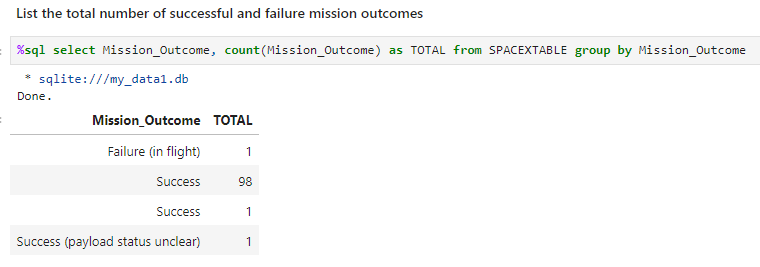 List the total number of successful and failure mission outcomes
%sql select Mission_Outcome, count(Mission_Outcome) as TOTAL from SPACEXTABLE group by Mission_Outcome
* sqlite:///my_data1.db
Done.
Mission_Outcome TOTAL
Failure (in flight) 1
Success 98
Success 1
Success (payload status unclear) 1